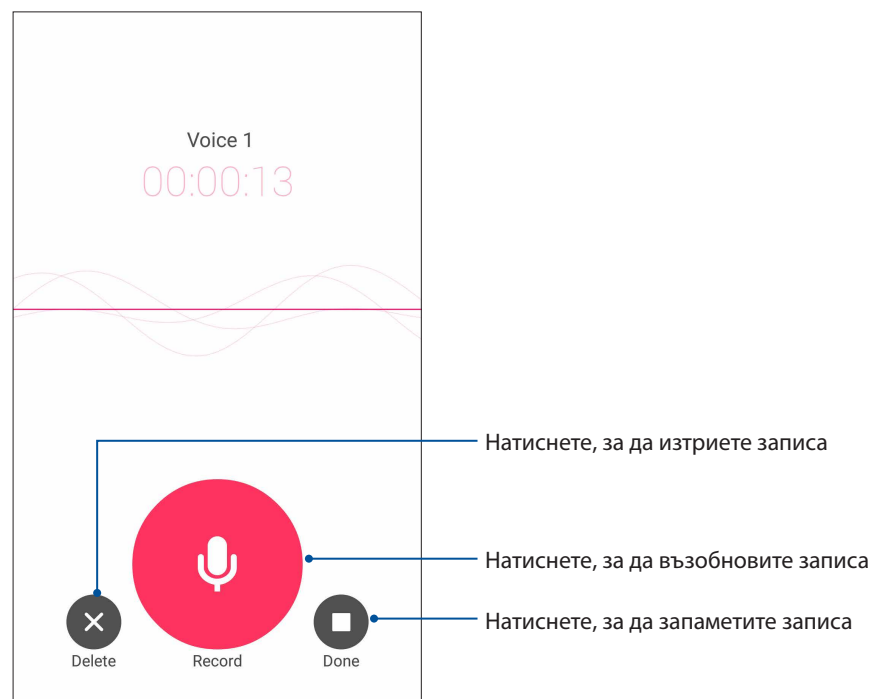 Voice 1
00:00:13
Натиснете, за да изтриете записа
Натиснете, за да възобновите записа
Натиснете, за да запаметите записа
Delete
Record
Done